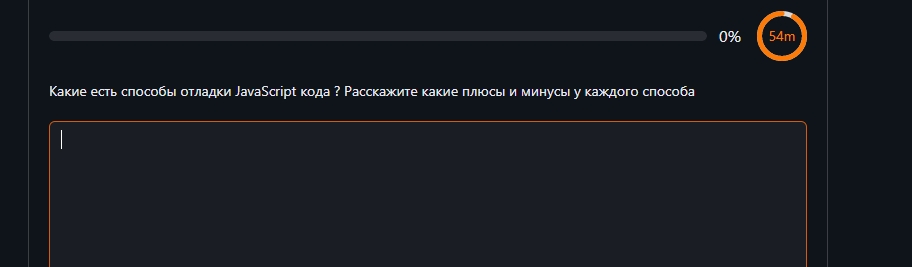 0%
54m
Какие есть способы отладки JavaScript кода ? Расскажите какие плюсы и минусы у каждого способа